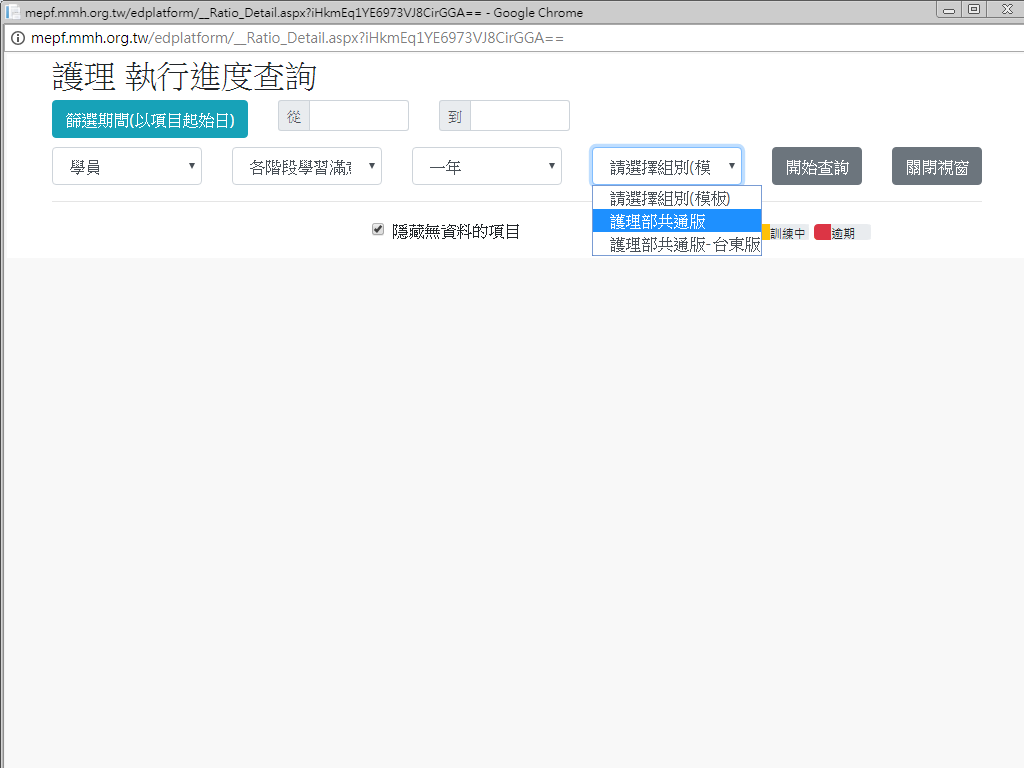 mepf.mmh.org.tw/edplatform/__Ratio_Detail.aspx?iHkmEq1YE6973VJ8CirGGA== - Google Chrome
mepf.mmh.org.tw/edplatform/__Ratio_Detail.aspx?iHkmEq1YE6973VJ8CirGGA==
護理 執行進度查詢
篩選期間(以項目起始日) 從 到
學員 各階段學習滿意 一年 請選擇組別(模 開始查詢 關閉視窗
請選擇組別(模板)
護理部共通版
護理部共通版-台東版
隱藏無資料的項目 訓練中 逾期